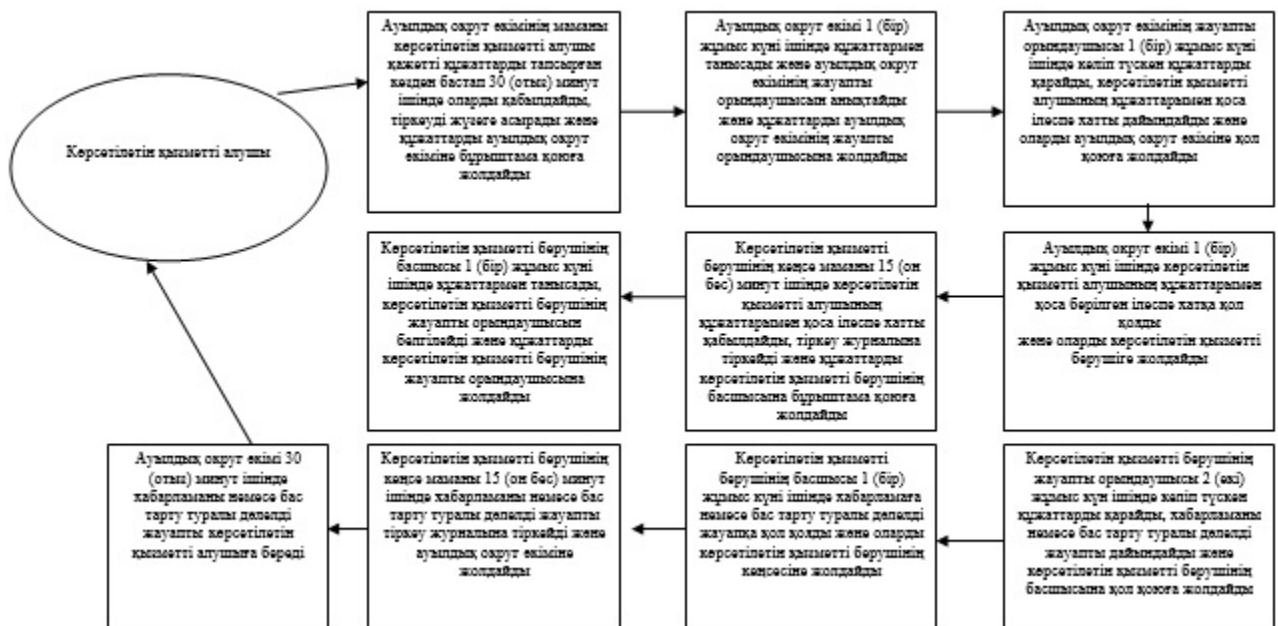 Көрсетілетін қызметті алушы
Ауылдық округ әкімінің маманы
көрсетілетін қызметті алушы
қажетті құжаттарды тапсырған
кезден бастап 30 (отыз) минут
ішінде оларды қабылдайды,
тіркеуді жүзеге асырады және
құжаттарды ауылдық округ
әкіміне бұрыштама қоюға
жолдайды
Ауылдық округ әкімі 1 (бір)
жұмыс күні ішінде құжаттармен
танысады және ауылдық округ
әкімінің жауапты
орындаушысын анықтайды
және құжаттарды ауылдық
округ әкімінің жауапты
орындаушысына жолдайды
Ауылдық округ әкімінің жауапты
орындаушысы 1 (бір) жұмыс күні
ішінде келіп түскен құжаттарды
қарайды, көрсетілетін қызметті
алушының құжаттарымен қоса
ілеспе хатты дайындайды және
оларды ауылдық округ әкіміне қол
қоюға жолдайды
Ауылдық округ әкімі 1 (бір)
жұмыс күні ішінде көрсетілетін
қызметті алушының құжаттарымен
қоса берілген ілеспе хатқа қол
қояды
және оларды көрсетілетін қызметті
берушіге жолдайды
Көрсетілетін қызметті
берушінің кеңсе маманы 15 (он
бес) минут ішінде көрсетілетін
қызметті алушының
құжаттарымен қоса ілеспе хатты
қабылдайды, тіркеу журналына
тіркейді және құжаттарды
көрсетілетін қызметті берушінің
басшысына бұрыштама қоюға
жолдайды
Көрсетілетін қызметті берушінің
басшысы 1 (бір) жұмыс күні
ішінде құжаттармен танысады,
көрсетілетін қызметті берушінің
жауапты орындаушысын
белгілейді және құжаттарды
көрсетілетін қызметті берушінің
жауапты орындаушысына
жолдайды
Көрсетілетін қызметті берушінің
жауапты орындаушысы 2 (екі)
жұмыс күн ішінде келіп түскен
құжаттарды қарайды, хабарламаны
немесе бас тарту туралы дәлелді
жауапты дайындайды және
көрсетілетін қызметті берушінің
басшысына қол қоюға жолдайды
Көрсетілетін қызметті
берушінің басшысы 1 (бір)
жұмыс күні ішінде хабарламаға
немесе бас тарту туралы дәлелді
жауапқа қол қояды және оларды
көрсетілетін қызметті берушінің
кеңсесіне жолдайды
Көрсетілетін қызметті берушінің
кеңсе маманы 15 (он бес) минут
ішінде хабарламаны немесе бас
тарту туралы дәлелді жауапты
тіркеу журналына тіркейді және
ауылдық округ әкіміне
жолдайды
Ауылдық округ әкімі 30
(отыз) минут ішінде
хабарламаны немесе бас
тарту туралы дәлелді
жауапты көрсетілетін
қызметті алушыға береді